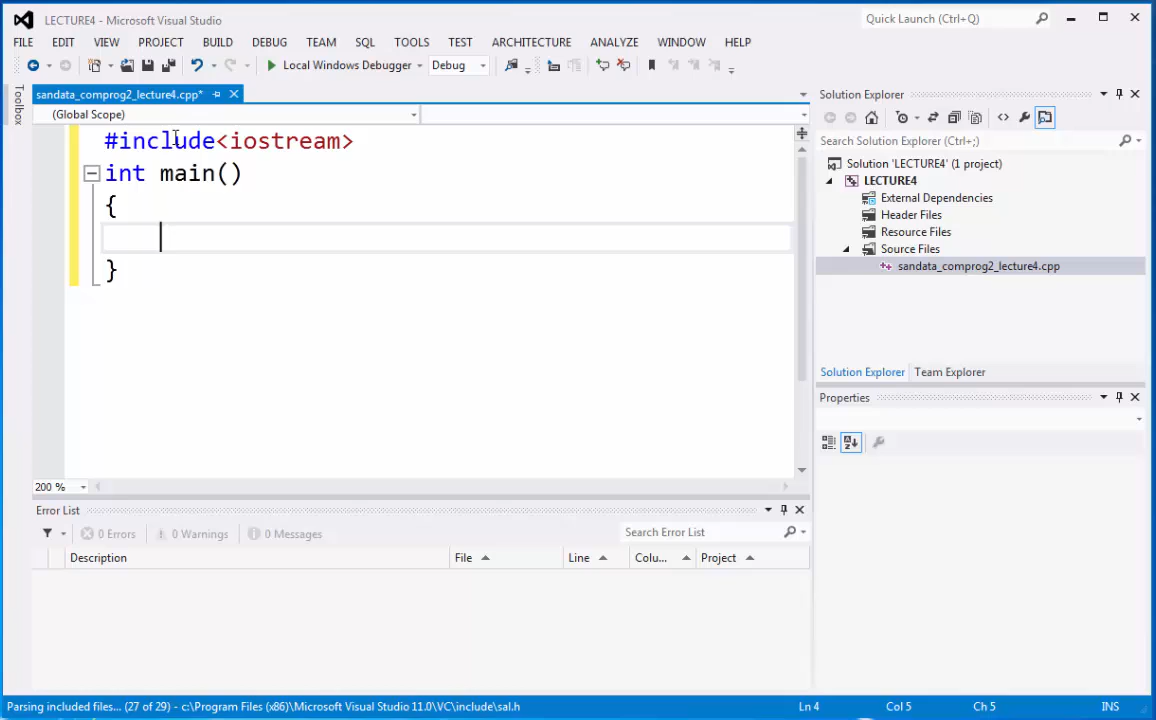 LECTURE4 - Microsoft Visual Studio
Quick Launch (Ctrl+Q)
FILE EDIT VIEW PROJECT BUILD DEBUG TEAM SQL TOOLS TEST ARCHITECTURE ANALYZE WINDOW HELP
Local Windows Debugger Debug
Toolbox
sandata_comprog2_lecture4.cpp*
(Global Scope)
#include<iostream>
int main()
{
}
200 %
Solution Explorer
Search Solution Explorer (Ctrl+;)
Solution 'LECTURE4' (1 project)
LECTURE4
External Dependencies
Header Files
Resource Files
Source Files
sandata_comprog2_lecture4.cpp
Solution Explorer Team Explorer
Properties
Error List
0 Errors 0 Warnings 0 Messages
Search Error List
Description File Line Colu... Project
Parsing included files... (27 of 29) - c:\Program Files (x86)\Microsoft Visual Studio 11.0\VC\include\sal.h
Ln 4 Col 5 Ch 5 INS